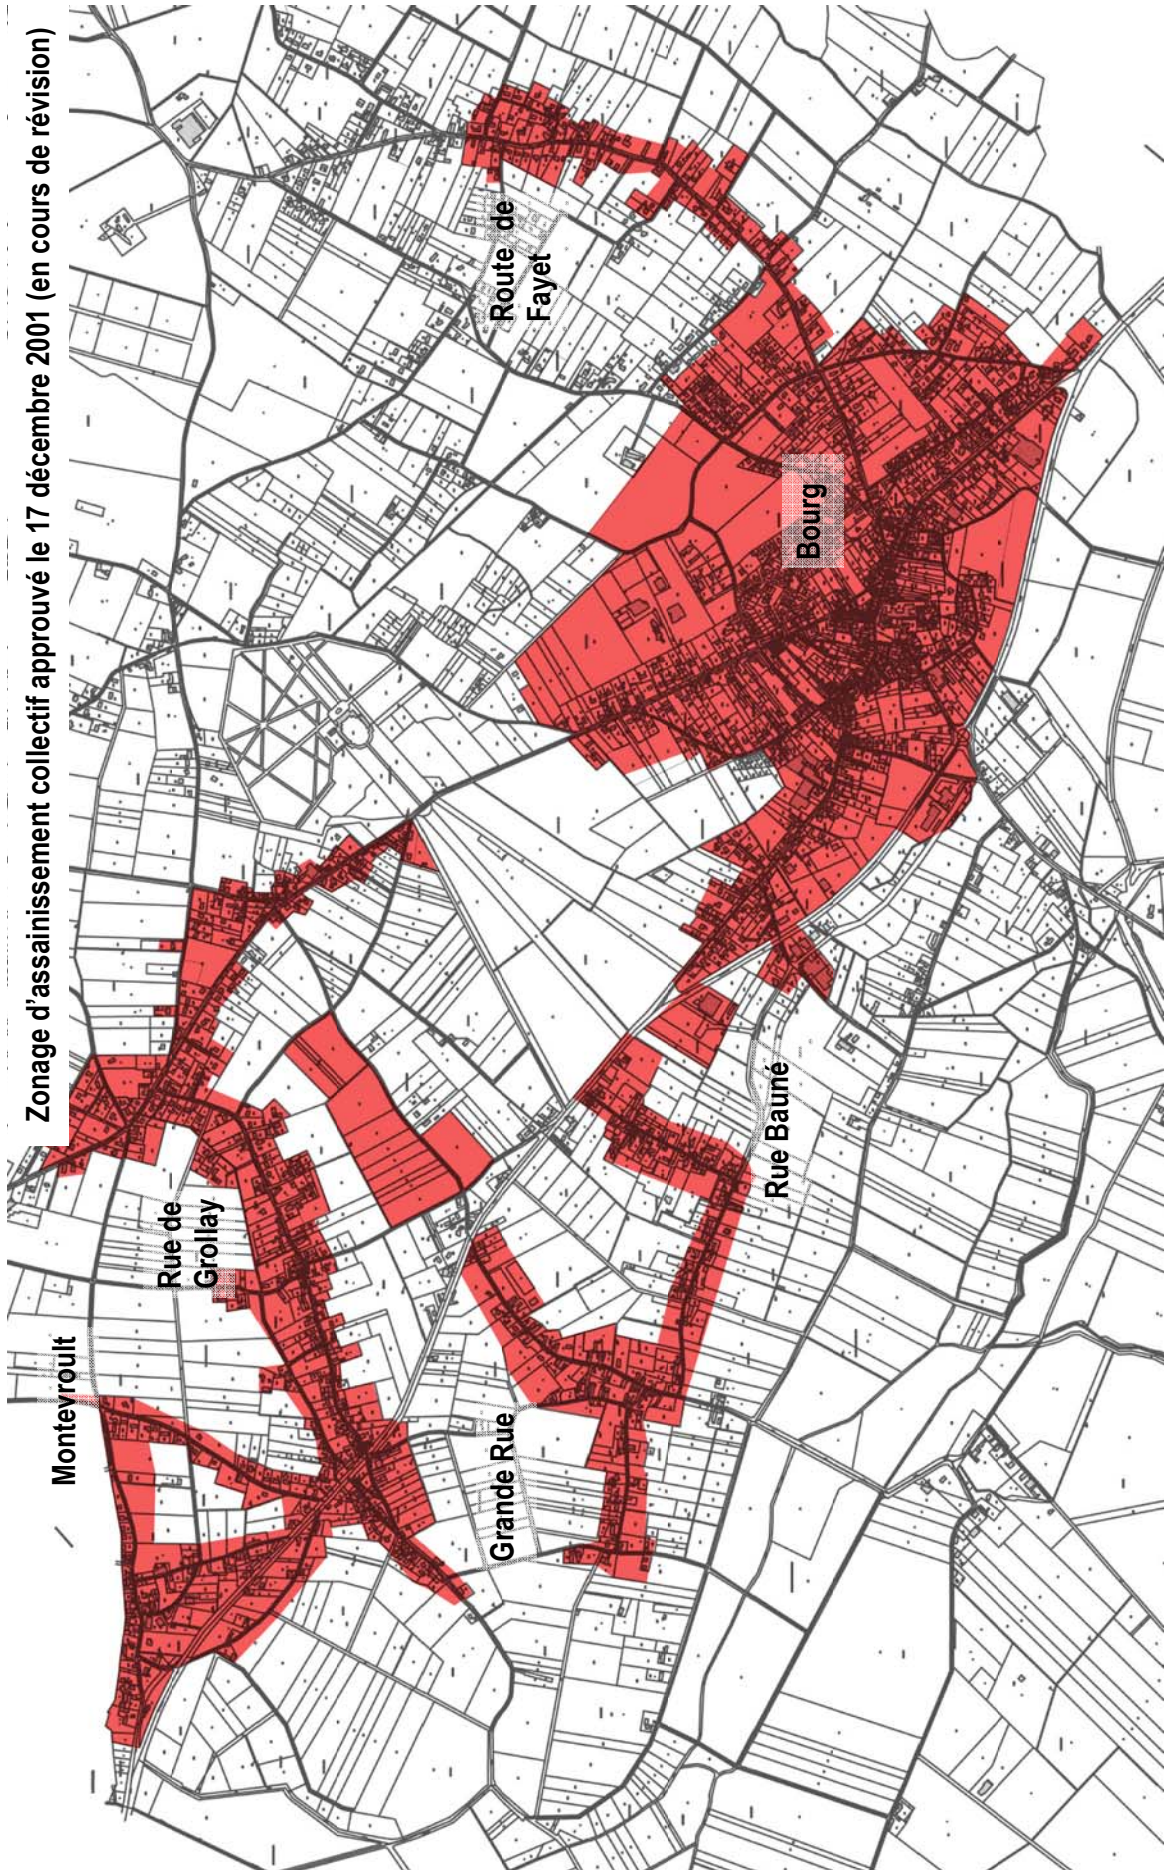 Zonage d'assainissement collectif approuvé le 17 décembre 2001 (en cours de révision)
Montevroult
Rue de
Grollay
Grande Rue
Rue Bauné
Bourg
Route de
Fayet